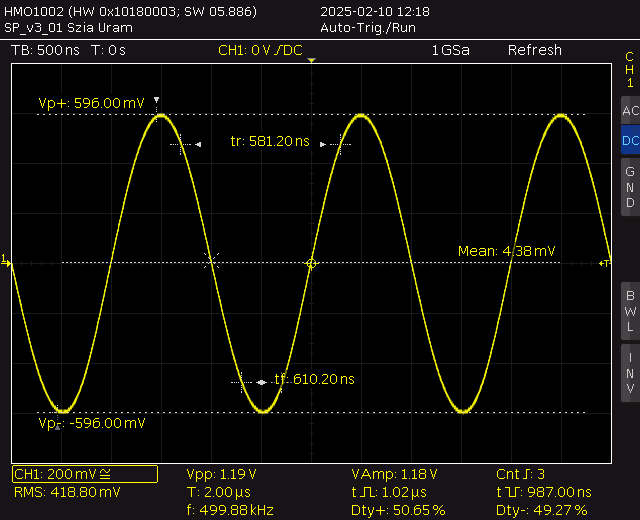 HMO1002 (HW 0x10180003; SW 05.886)
2025-02-10 12:18
SP_v3_01 Szia Uram
Auto-Trig./Run
TB: 500 ns T: 0 s CH1: 0 V / DC 1 GSa Refresh
CH1
Vp+: 596.00 mV
AC
tr: 581.20 ns
DC
GND
Mean: 4.38 mV
1
T
BWL
tf: 610.20 ns
INV
Vp-: -596.00 mV
CH1: 200 mV ≅ Vpp: 1.19 V VAmp: 1.18 V Cnt: 3
RMS: 418.80 mV T: 2.00 µs t: 1.02 µs t: 987.00 ns
f: 499.88 kHz Dty+: 50.65 % Dty-: 49.27 %